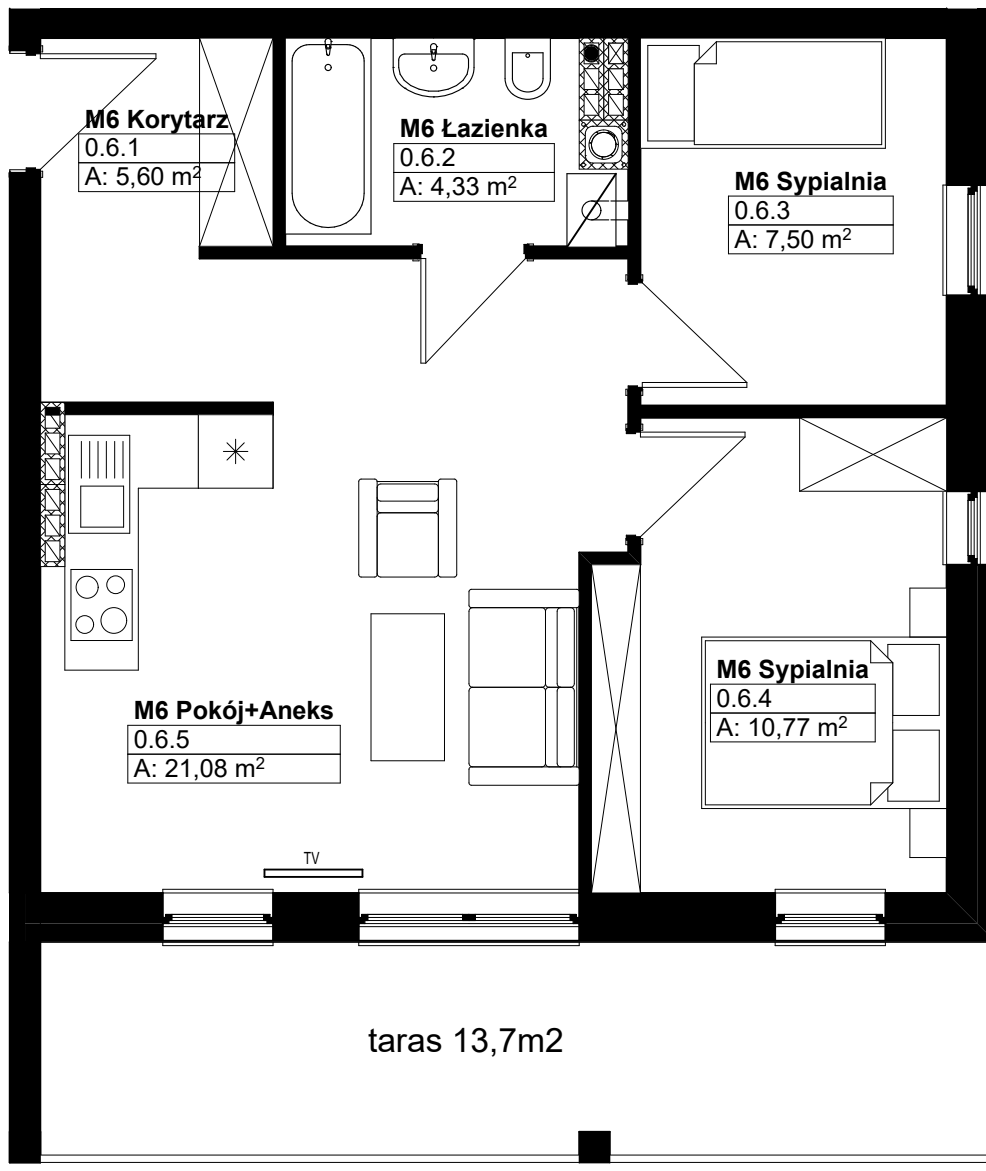 M6 Korytarz
0.6.1
A: 5,60 m²
M6 Łazienka
0.6.2
A: 4,33 m²
M6 Sypialnia
0.6.3
A: 7,50 m²
M6 Sypialnia
0.6.4
A: 10,77 m²
M6 Pokój+Aneks
0.6.5
A: 21,08 m²
TV
taras 13,7m2